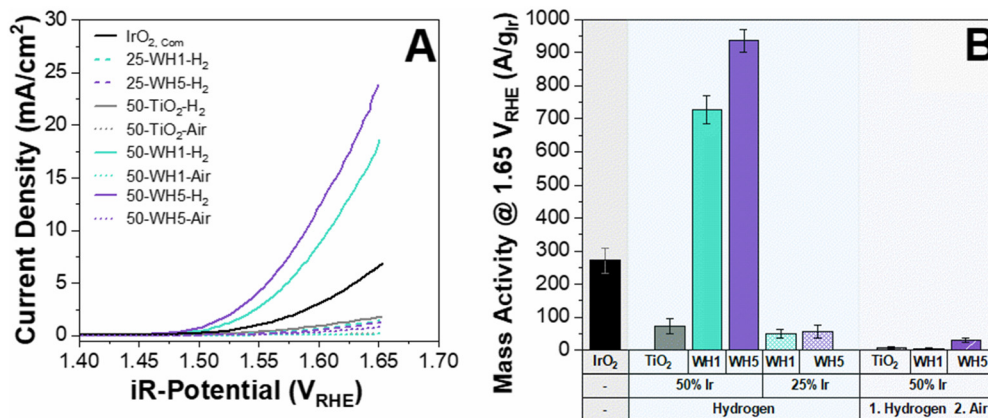 A
Current Density (mA/cm²)
30
25
20
15
10
5
0
1.40 1.45 1.50 1.55 1.60 1.65 1.70
iR-Potential (V_RHE)
IrO₂, Com
25-WH1-H₂
25-WH5-H₂
50-TiO₂-H₂
50-TiO₂-Air
50-WH1-H₂
50-WH1-Air
50-WH5-H₂
50-WH5-Air
B
Mass Activity @ 1.65 V_RHE (A/g_Ir)
1000
900
800
700
600
500
400
300
200
100
0
IrO₂ TiO₂ WH1 WH5 WH1 WH5 TiO₂ WH1 WH5
- 50% Ir 25% Ir 50%
- Hydrogen 1. Hydrogen 2. Air